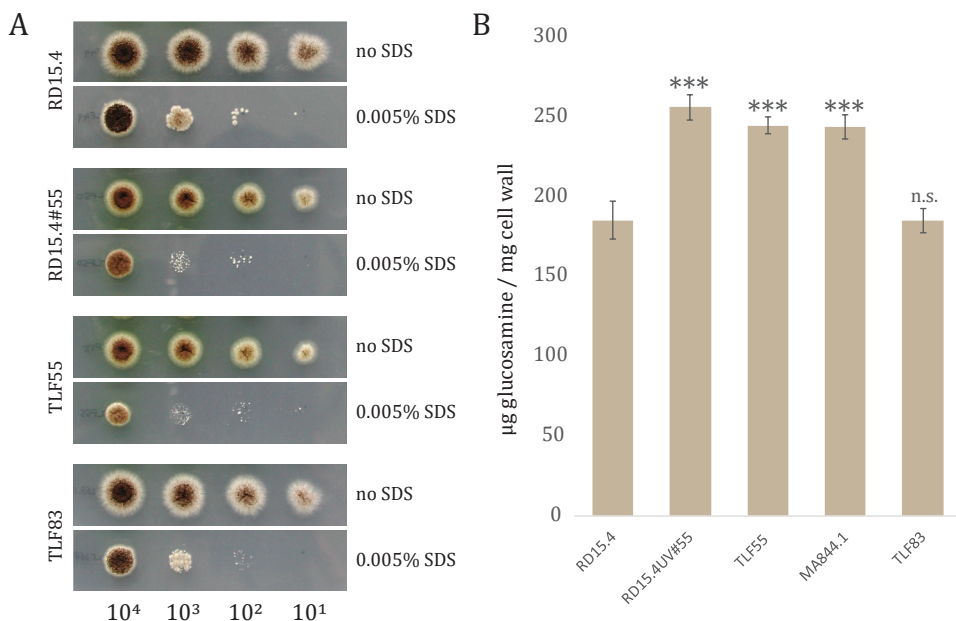 A
RD15.4
no SDS
0.005% SDS
RD15.4#55
no SDS
0.005% SDS
TLF55
no SDS
0.005% SDS
TLF83
no SDS
0.005% SDS
10⁴ 10³ 10² 10¹
B
µg glucosamine / mg cell wall
300
250
200
150
100
50
0
***
***
***
n.s.
RD15.4
RD15.4UV#55
TLF55
MA844.1
TLF83